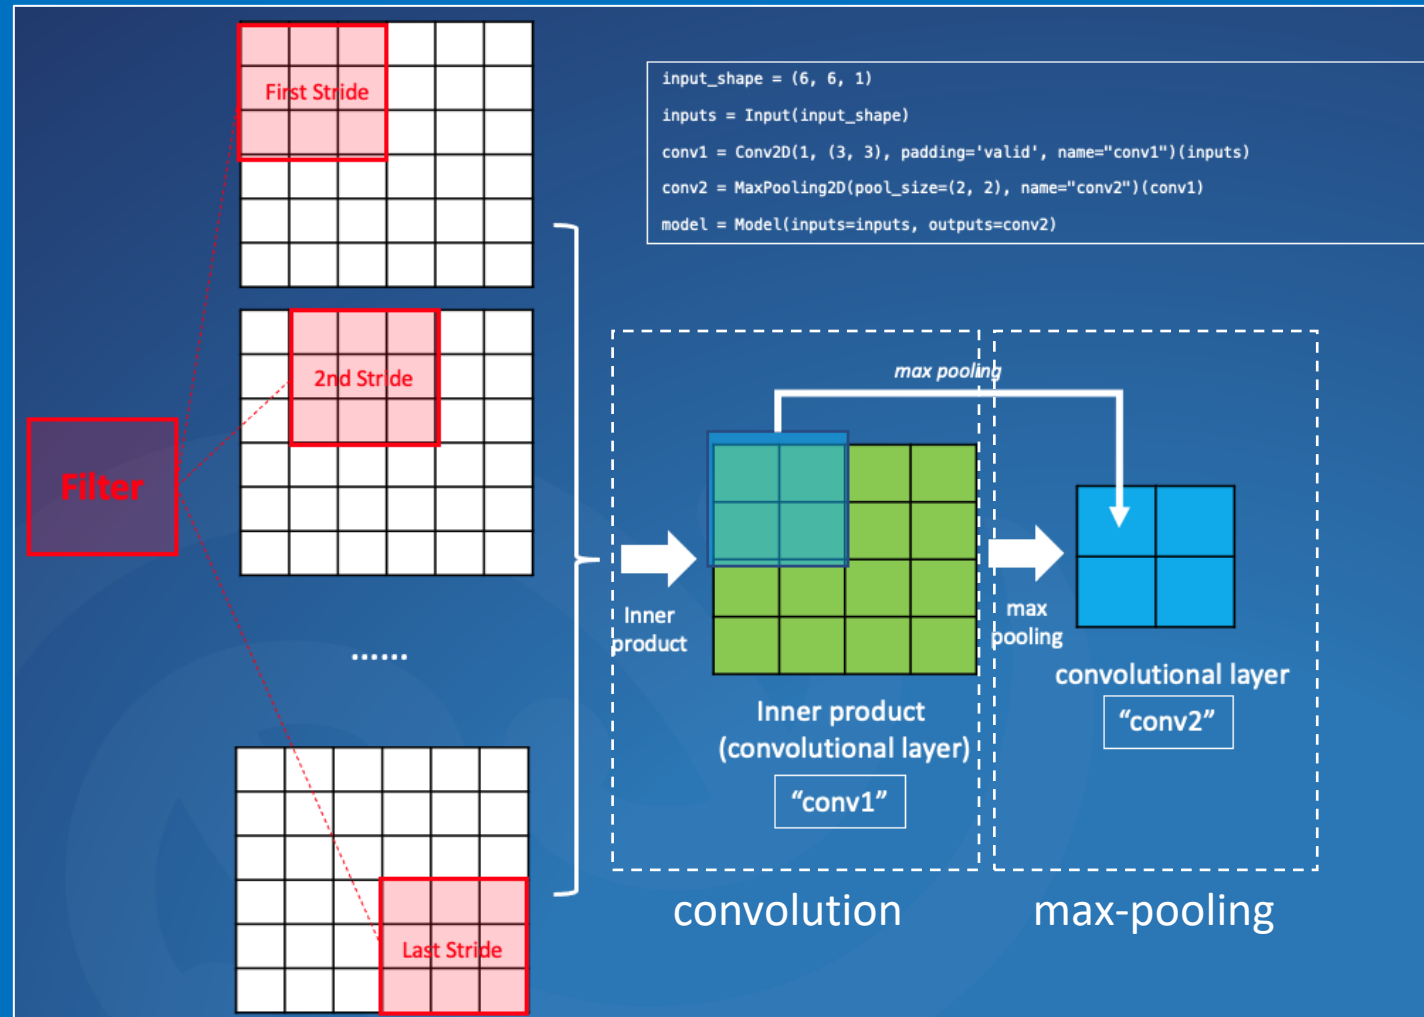 First Stride
input_shape = (6, 6, 1)
inputs = Input(input_shape)
conv1 = Conv2D(1, (3, 3), padding='valid', name="conv1")(inputs)
conv2 = MaxPooling2D(pool_size=(2, 2), name="conv2")(conv1)
model = Model(inputs=inputs, outputs=conv2)
2nd Stride
Filter
......
Last Stride
max pooling
Inner
product
max
pooling
Inner product
(convolutional layer)
“conv1”
convolutional layer
“conv2”
convolution
max-pooling